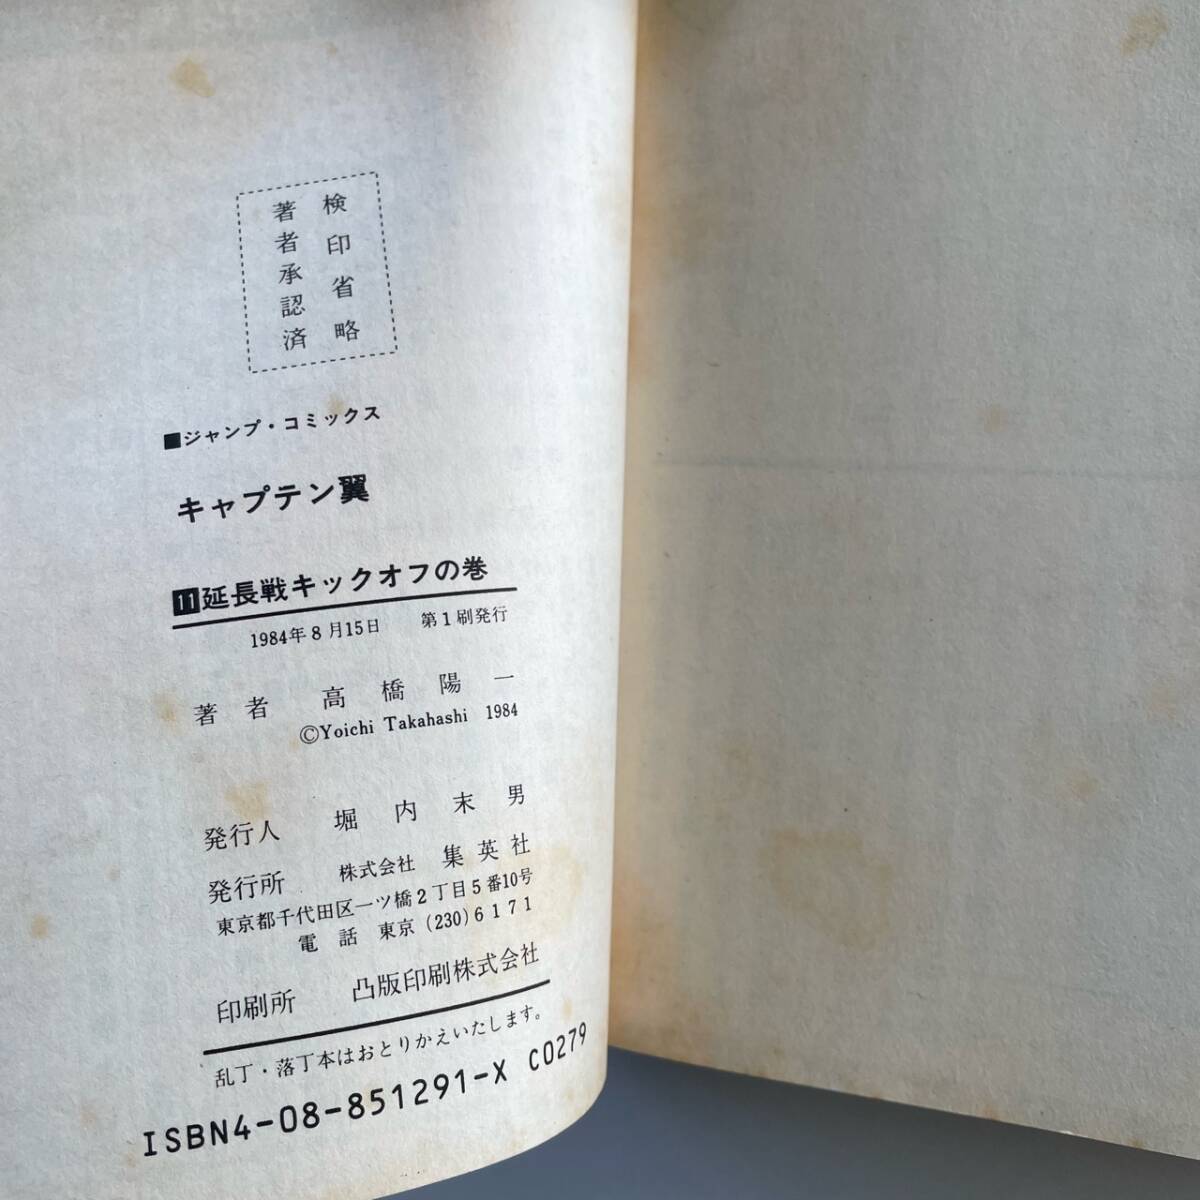 検印省略
著者承認済
■ジャンプ・コミックス
キャプテン翼
11延長戦キックオフの巻
1984年8月15日 第1刷発行
著者 高橋陽一
©Yoichi Takahashi 1984
発行人 堀内末男
発行所 株式会社 集英社
東京都千代田区一ツ橋2丁目5番10号
電話 東京(230)6171
印刷所 凸版印刷株式会社
乱丁・落丁本はおとりかえいたします。
ISBN4-08-851291-X C0279